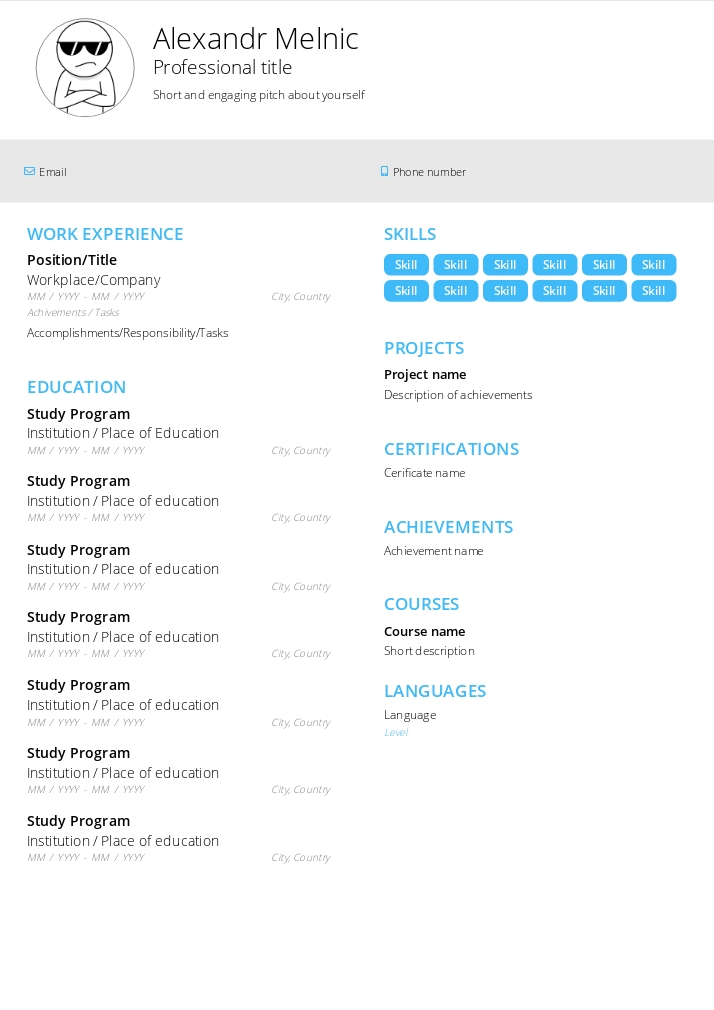 Alexandr Melnic
Professional title
Short and engaging pitch about yourself
Email
Phone number
WORK EXPERIENCE
Position/Title
Workplace/Company
MM / YYYY - MM / YYYY City, Country
Achivements / Tasks
Accomplishments/Responsibility/Tasks
EDUCATION
Study Program
Institution / Place of Education
MM / YYYY - MM / YYYY City, Country
Study Program
Institution / Place of education
MM / YYYY - MM / YYYY City, Country
Study Program
Institution / Place of education
MM / YYYY - MM / YYYY City, Country
Study Program
Institution / Place of education
MM / YYYY - MM / YYYY City, Country
Study Program
Institution / Place of education
MM / YYYY - MM / YYYY City, Country
Study Program
Institution / Place of education
MM / YYYY - MM / YYYY City, Country
Study Program
Institution / Place of education
MM / YYYY - MM / YYYY City, Country
SKILLS
Skill Skill Skill Skill Skill Skill
Skill Skill Skill Skill Skill Skill
PROJECTS
Project name
Description of achievements
CERTIFICATIONS
Cerificate name
ACHIEVEMENTS
Achievement name
COURSES
Course name
Short description
LANGUAGES
Language
Level